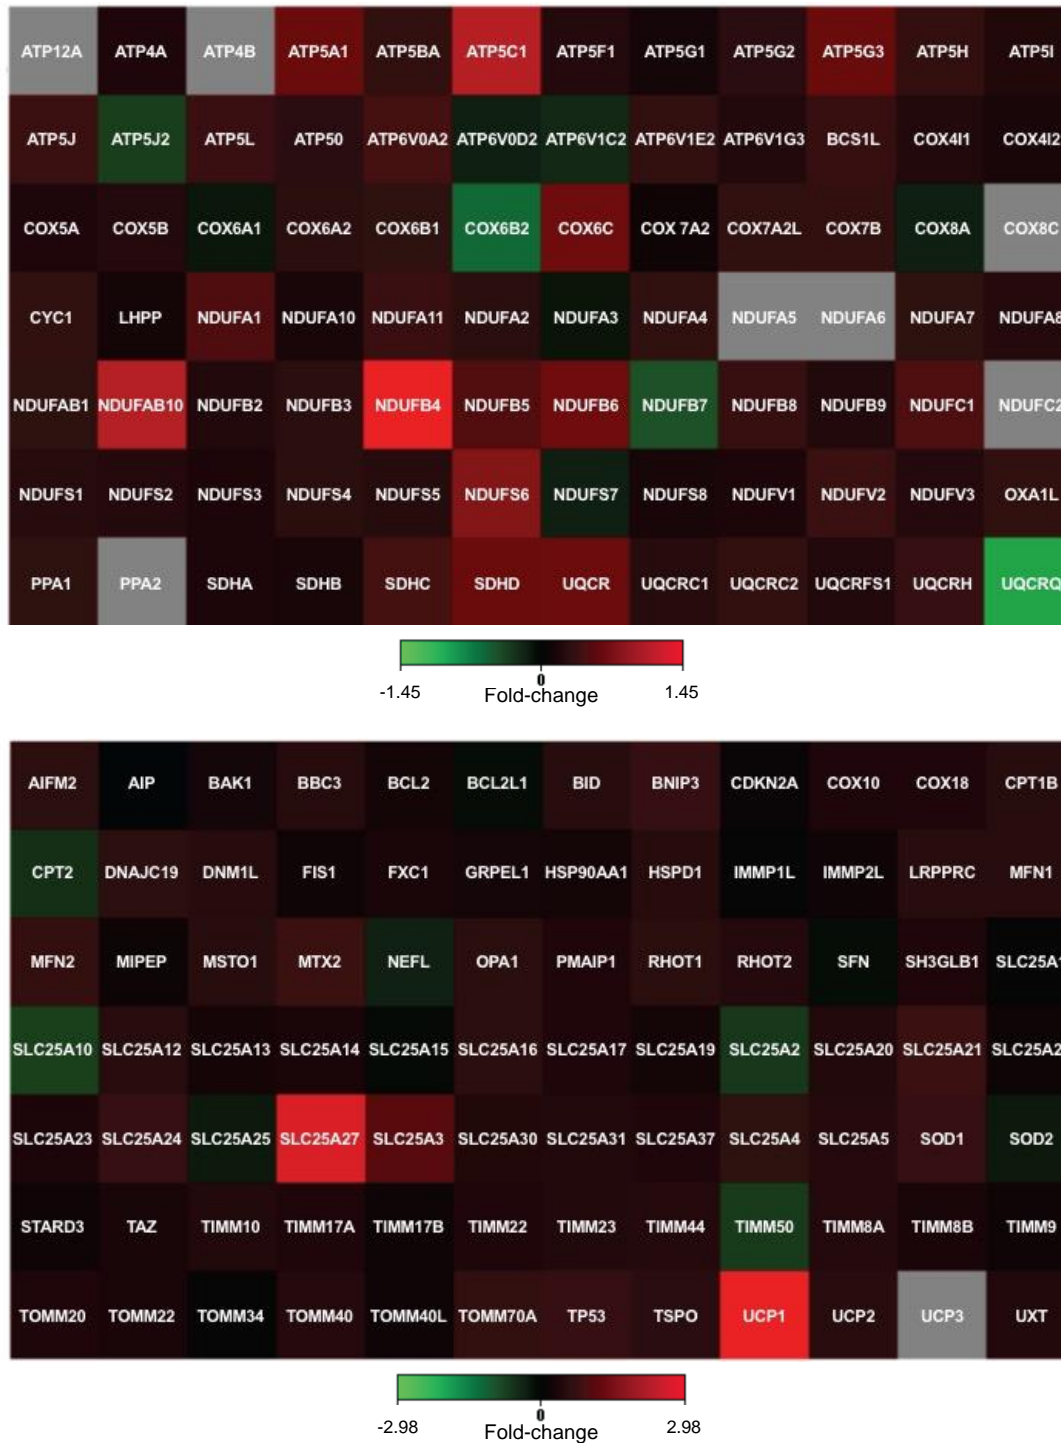 ATP12A ATP4A ATP4B ATP5A1 ATP5BA ATP5C1 ATP5F1 ATP5G1 ATP5G2 ATP5G3 ATP5H ATP5I
ATP5J ATP5J2 ATP5L ATP50 ATP6V0A2 ATP6V0D2 ATP6V1C2 ATP6V1E2 ATP6V1G3 BCS1L COX4I1 COX4I2
COX5A COX5B COX6A1 COX6A2 COX6B1 COX6B2 COX6C COX 7A2 COX7A2L COX7B COX8A COX8C
CYC1 LHPP NDUFA1 NDUFA10 NDUFA11 NDUFA2 NDUFA3 NDUFA4 NDUFA5 NDUFA6 NDUFA7 NDUFA8
NDUFAB1 NDUFAB10 NDUFB2 NDUFB3 NDUFB4 NDUFB5 NDUFB6 NDUFB7 NDUFB8 NDUFB9 NDUFC1 NDUFC2
NDUFS1 NDUFS2 NDUFS3 NDUFS4 NDUFS5 NDUFS6 NDUFS7 NDUFS8 NDUFV1 NDUFV2 NDUFV3 OXA1L
PPA1 PPA2 SDHA SDHB SDHC SDHD UQCR UQCRC1 UQCRC2 UQCRFS1 UQCRH UQCRQ
-1.45 0 1.45
Fold-change
AIFM2 AIP BAK1 BBC3 BCL2 BCL2L1 BID BNIP3 CDKN2A COX10 COX18 CPT1B
CPT2 DNAJC19 DNM1L FIS1 FXC1 GRPEL1 HSP90AA1 HSPD1 IMMP1L IMMP2L LRPPRC MFN1
MFN2 MIPEP MSTO1 MTX2 NEFL OPA1 PMAIP1 RHOT1 RHOT2 SFN SH3GLB1 SLC25A1
SLC25A10 SLC25A12 SLC25A13 SLC25A14 SLC25A15 SLC25A16 SLC25A17 SLC25A19 SLC25A2 SLC25A20 SLC25A21 SLC25A2
SLC25A23 SLC25A24 SLC25A25 SLC25A27 SLC25A3 SLC25A30 SLC25A31 SLC25A37 SLC25A4 SLC25A5 SOD1 SOD2
STARD3 TAZ TIMM10 TIMM17A TIMM17B TIMM22 TIMM23 TIMM44 TIMM50 TIMM8A TIMM8B TIMM9
TOMM20 TOMM22 TOMM34 TOMM40 TOMM40L TOMM70A TP53 TSPO UCP1 UCP2 UCP3 UXT
-2.98 0 2.98
Fold-change